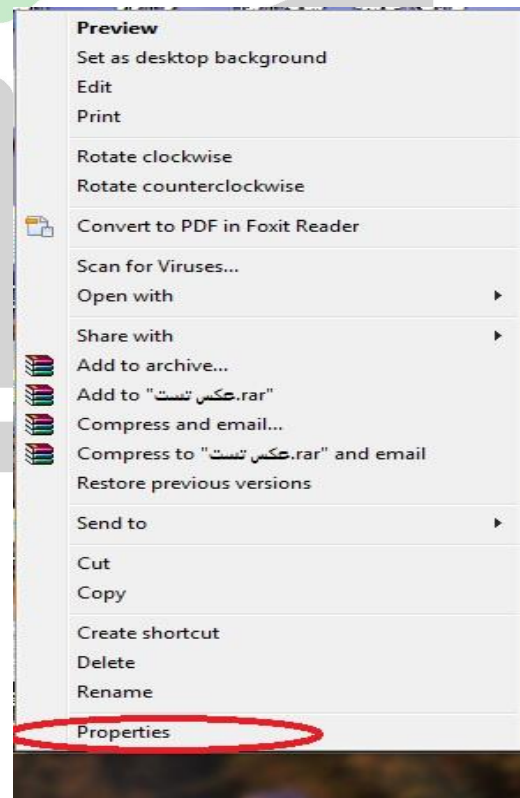 Preview
Set as desktop background
Edit
Print
Rotate clockwise
Rotate counterclockwise
Convert to PDF in Foxit Reader
Scan for Viruses...
Open with
Share with
Add to archive...
Add to "عکس تست.rar"
Compress and email...
Compress to "عکس تست.rar" and email
Restore previous versions
Send to
Cut
Copy
Create shortcut
Delete
Rename
Properties